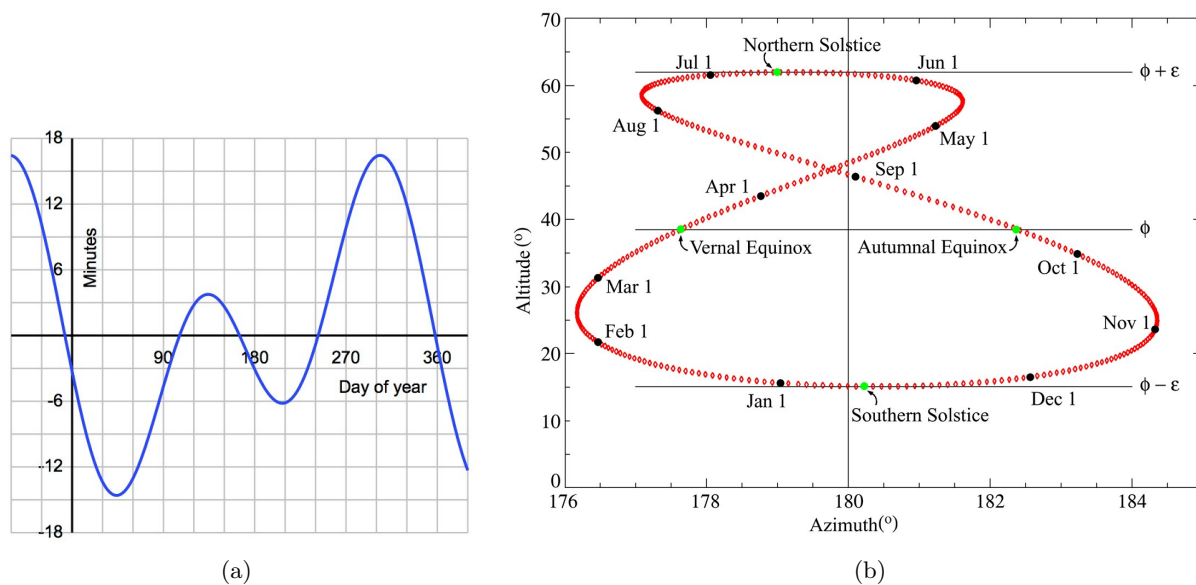 18
12
6
-6
-12
-18
Minutes
90
180
270
360
Day of year
(a)
70
60
50
40
30
20
10
0
Altitude(°)
176
178
180
182
184
Azimuth(°)
Northern Solstice
Jul 1
Jun 1
ϕ + ε
Aug 1
May 1
Sep 1
Apr 1
ϕ
Vernal Equinox
Autumnal Equinox
Oct 1
Mar 1
Nov 1
Feb 1
Jan 1
Dec 1
ϕ − ε
Southern Solstice
(b)